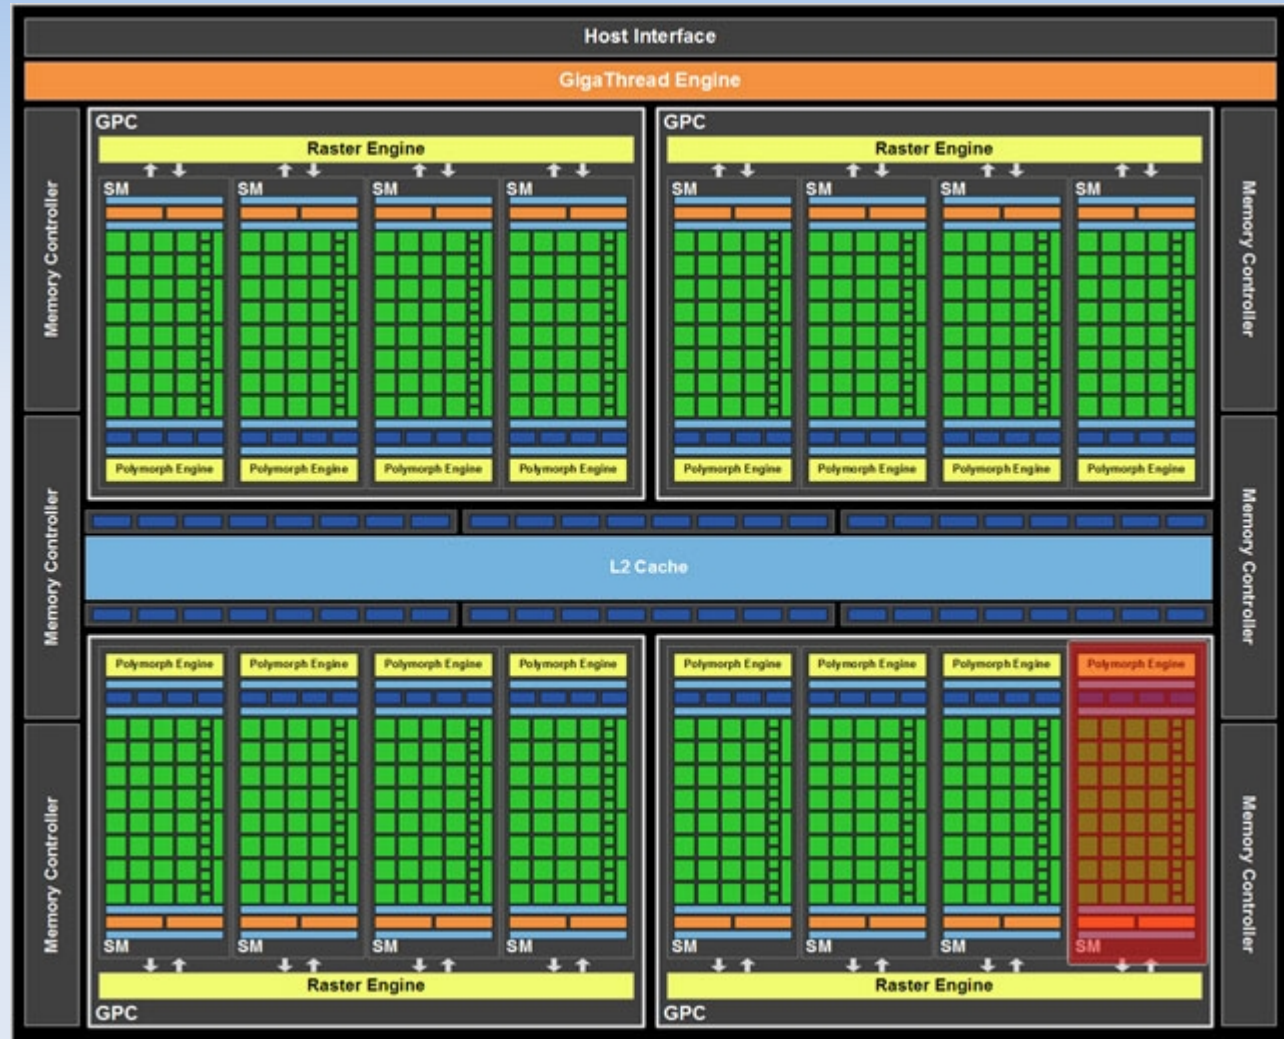 Host Interface
GigaThread Engine
Memory Controller
Memory Controller
Memory Controller
GPC
Raster Engine
SM SM SM SM
Polymorph Engine Polymorph Engine Polymorph Engine Polymorph Engine
GPC
Raster Engine
SM SM SM SM
Polymorph Engine Polymorph Engine Polymorph Engine Polymorph Engine
L2 Cache
Polymorph Engine Polymorph Engine Polymorph Engine Polymorph Engine
SM SM SM SM
Raster Engine
GPC
Polymorph Engine Polymorph Engine Polymorph Engine Polymorph Engine
SM SM SM SM
Raster Engine
GPC
Memory Controller
Memory Controller
Memory Controller